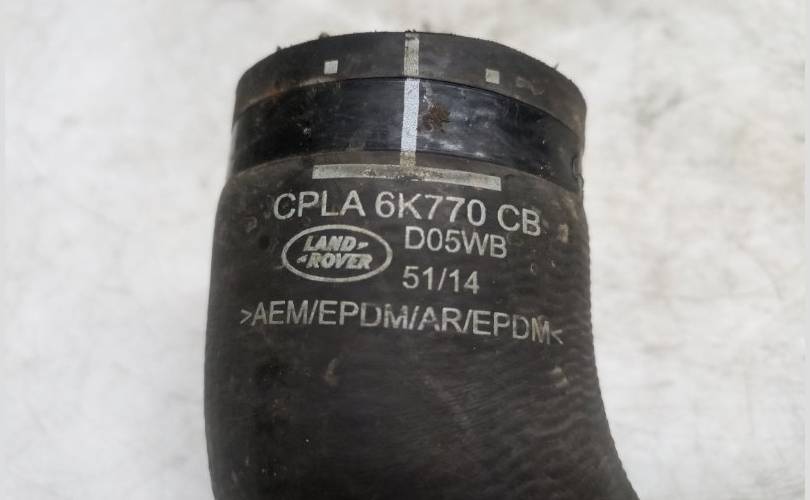 CPLA 6K770 CB
LAND-
-ROVER
D05WB
51/14
>AEM/EPDM/AR/EPDM<